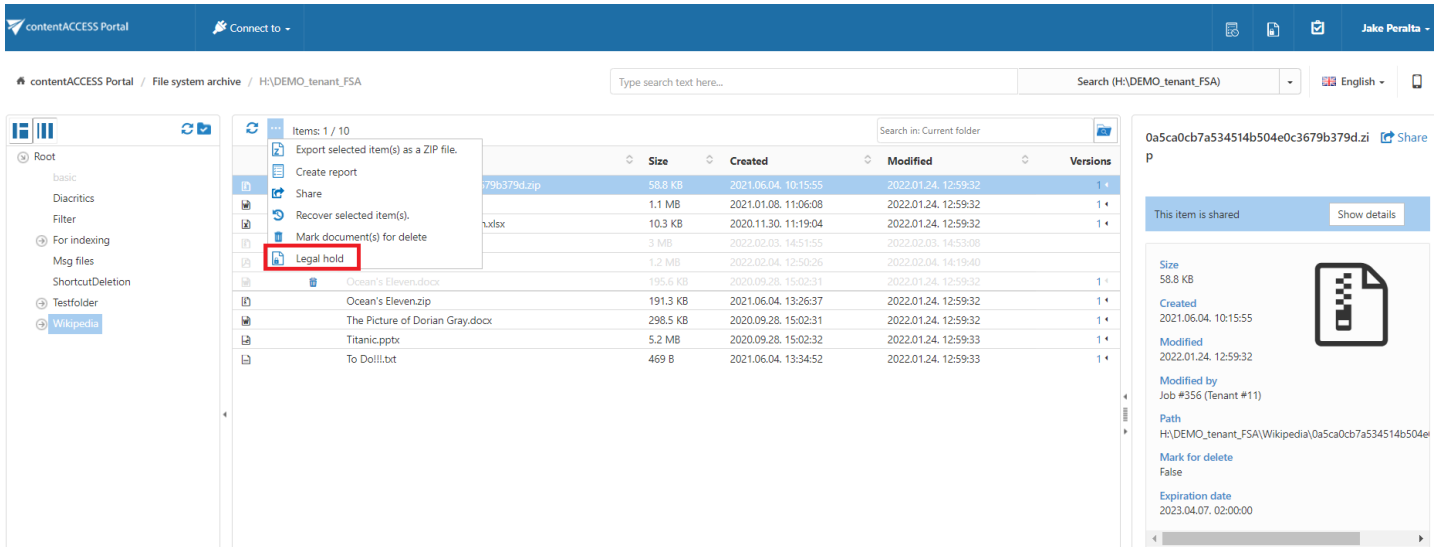 contentACCESS Portal
Connect to
Jake Peralta
contentACCESS Portal / File system archive / H:\DEMO_tenant_FSA
Type search text here...
Search (H:\DEMO_tenant_FSA)
English
Items: 1 / 10
Search in: Current folder
Root
basic
Diacritics
Filter
For indexing
Msg files
ShortcutDeletion
Testfolder
Wikipedia
Export selected item(s) as a ZIP file.
Create report
Share
Recover selected item(s).
Mark document(s) for delete
Legal hold
Size Created Modified Versions
679b379d.zip 58.8 KB 2021.06.04. 10:15:55 2022.01.24. 12:59:32 1
1.1 MB 2021.01.08. 11:06:08 2022.01.24. 12:59:32 1
n.xlsx 10.3 KB 2020.11.30. 11:19:04 2022.01.24. 12:59:32 1
3 MB 2022.02.03. 14:51:55 2022.02.03. 14:53:08
1.2 MB 2022.02.04. 12:50:26 2022.02.04. 14:19:40
Ocean's Eleven.docx 195.6 KB 2020.09.28. 15:02:31 2022.01.24. 12:59:32 1
Ocean's Eleven.zip 191.3 KB 2021.06.04. 13:26:37 2022.01.24. 12:59:32 1
The Picture of Dorian Gray.docx 298.5 KB 2020.09.28. 15:02:31 2022.01.24. 12:59:32 1
Titanic.pptx 5.2 MB 2020.09.28. 15:02:32 2022.01.24. 12:59:33 1
To Do!!!.txt 469 B 2021.06.04. 13:34:52 2022.01.24. 12:59:33 1
0a5ca0cb7a534514b504e0c3679b379d.zi
p
Share
This item is shared
Show details
Size
58.8 KB
Created
2021.06.04. 10:15:55
Modified
2022.01.24. 12:59:32
Modified by
Job #356 (Tenant #11)
Path
H:\DEMO_tenant_FSA\Wikipedia\0a5ca0cb7a534514b504e
Mark for delete
False
Expiration date
2023.04.07. 02:00:00